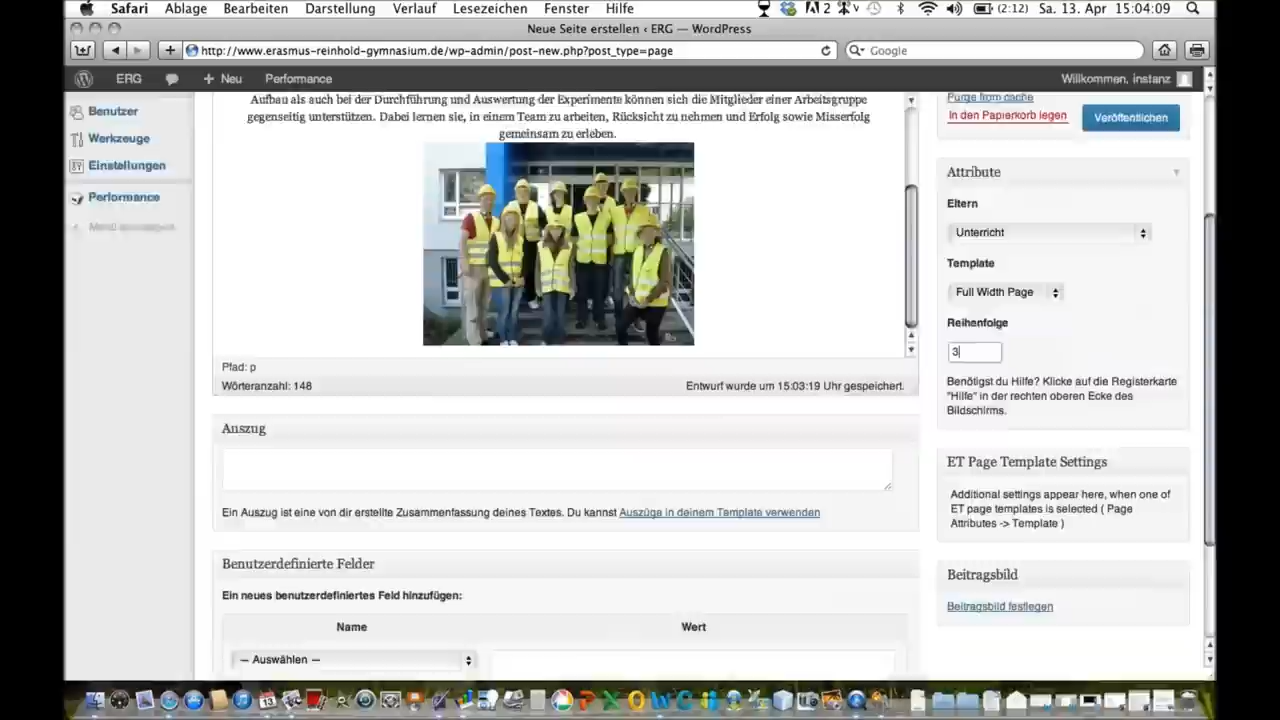 Safari Ablage Bearbeiten Darstellung Verlauf Lesezeichen Fenster Hilfe 2 (2:12) Sa. 13. Apr 15:04:09
Neue Seite erstellen ‹ ERG — WordPress
http://www.erasmus-reinhold-gymnasium.de/wp-admin/post-new.php?post_type=page
Google
ERG Neu Performance
Willkommen, instanz
Benutzer
Werkzeuge
Einstellungen
Performance
Aufbau als auch bei der Durchführung und Auswertung der Experimente können sich die Mitglieder einer Arbeitsgruppe
gegenseitig unterstützen. Dabei lernen sie, in einem Team zu arbeiten, Rücksicht zu nehmen und Erfolg sowie Misserfolg
gemeinsam zu erleben.
Pfad: p
Wörteranzahl: 148
Entwurf wurde um 15:03:19 Uhr gespeichert.
Auszug
Ein Auszug ist eine von dir erstellte Zusammenfassung deines Textes. Du kannst Auszüge in deinem Template verwenden
Benutzerdefinierte Felder
Ein neues benutzerdefiniertes Feld hinzufügen:
Name Wert
— Auswählen —
Purge from cache
In den Papierkorb legen
Veröffentlichen
Attribute
Eltern
Unterricht
Template
Full Width Page
Reihenfolge
3
Benötigst du Hilfe? Klicke auf die Registerkarte
"Hilfe" in der rechten oberen Ecke des
Bildschirms.
ET Page Template Settings
Additional settings appear here, when one of
ET page templates is selected ( Page
Attributes -> Template )
Beitragsbild
Beitragsbild festlegen